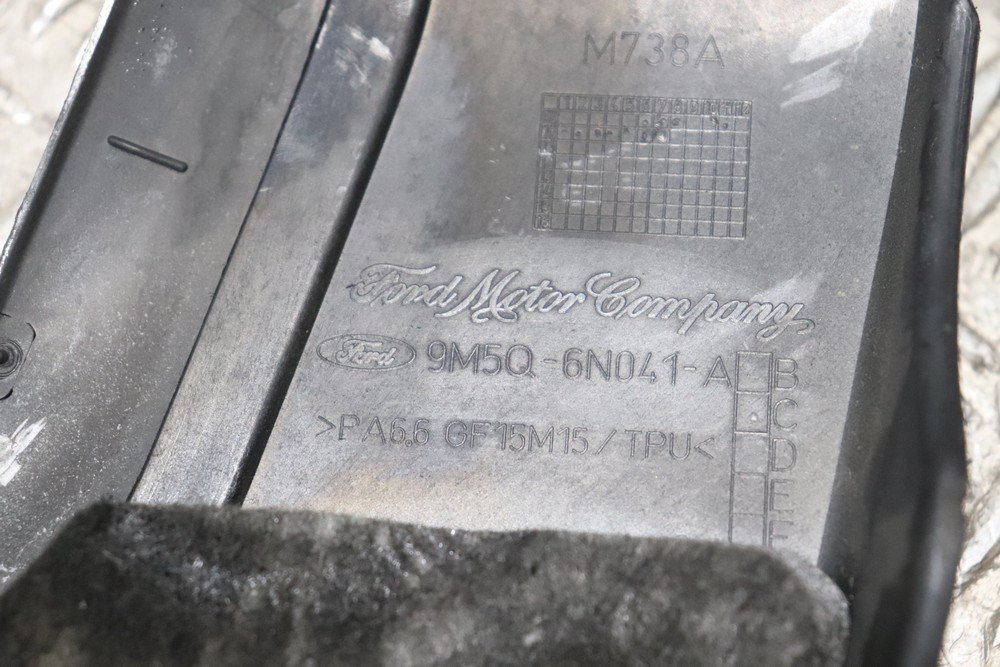 M738A
Ford Motor Company
Ford 9M5Q-6N041-A B
C
>PA6.6 GF15M15/TPU< D
E
F